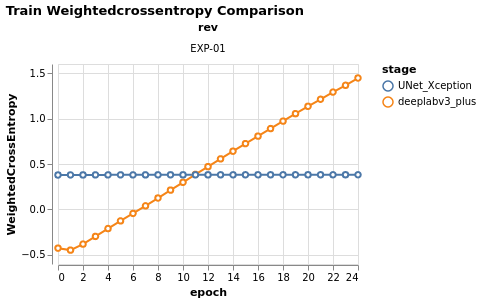 Train Weightedcrossentropy Comparison
rev
EXP-01
stage
UNet_Xception
deeplabv3_plus
WeightedCrossEntropy
1.5
1.0
0.5
0.0
−0.5
0 2 4 6 8 10 12 14 16 18 20 22 24
epoch